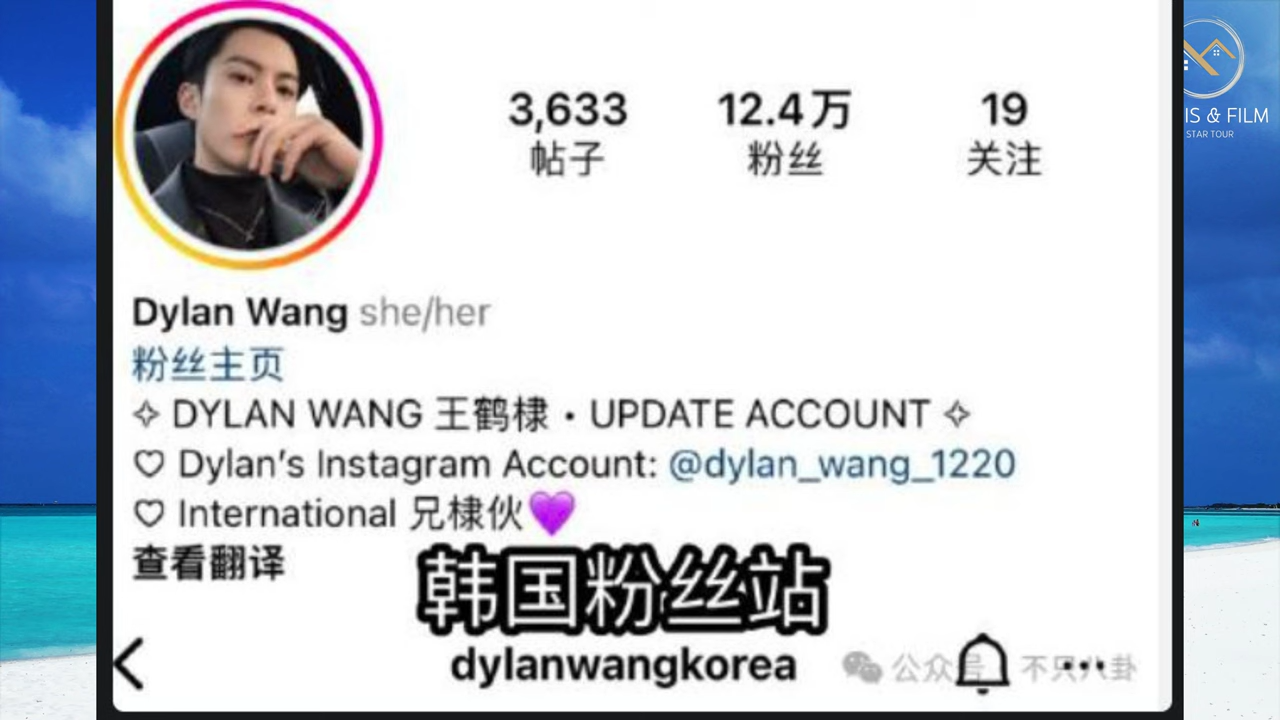 3,633
12.4万
19
帖子
粉丝
关注
IS & FILM
STAR TOUR
Dylan Wang she/her
粉丝主页
✧ DYLAN WANG 王鹤棣 • UPDATE ACCOUNT ✧
♡ Dylan's Instagram Account: @dylan_wang_1220
♡ International 兄棣伙💜
查看翻译
韩国粉丝站
dylanwangkorea
公众号 不只八卦